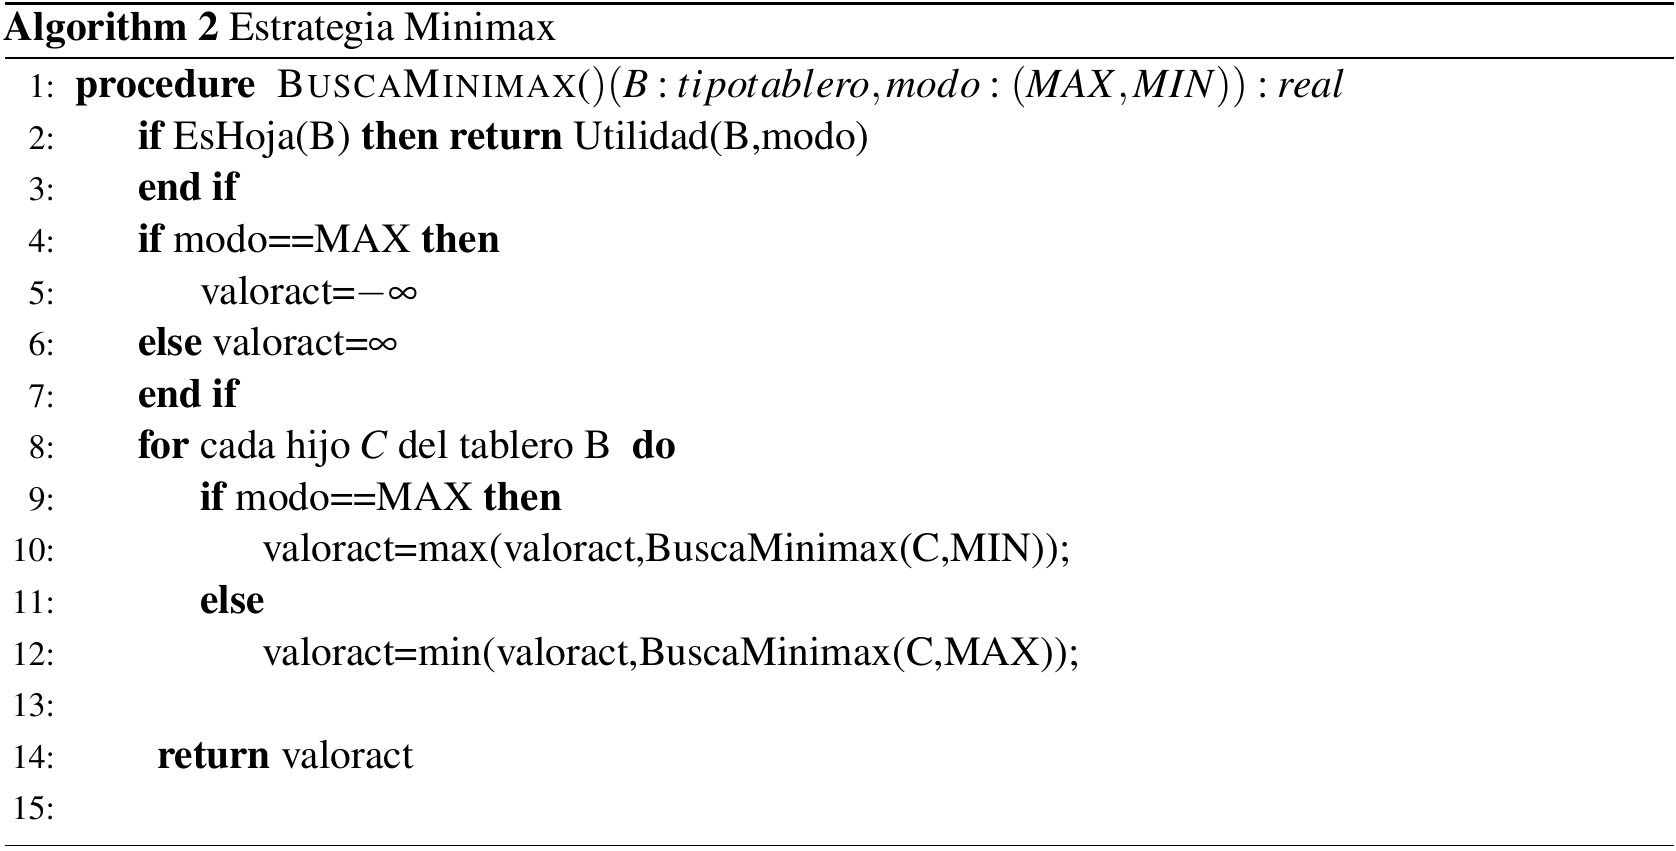 Algorithm 2 Estrategia Minimax
1: procedure BUSCAMINIMAX()(B : tipotablero, modo : (MAX, MIN)) : real
2: if EsHoja(B) then return Utilidad(B,modo)
3: end if
4: if modo==MAX then
5: valoract=−∞
6: else valoract=∞
7: end if
8: for cada hijo C del tablero B do
9: if modo==MAX then
10: valoract=max(valoract,BuscaMinimax(C,MIN));
11: else
12: valoract=min(valoract,BuscaMinimax(C,MAX));
13:
14: return valoract
15: